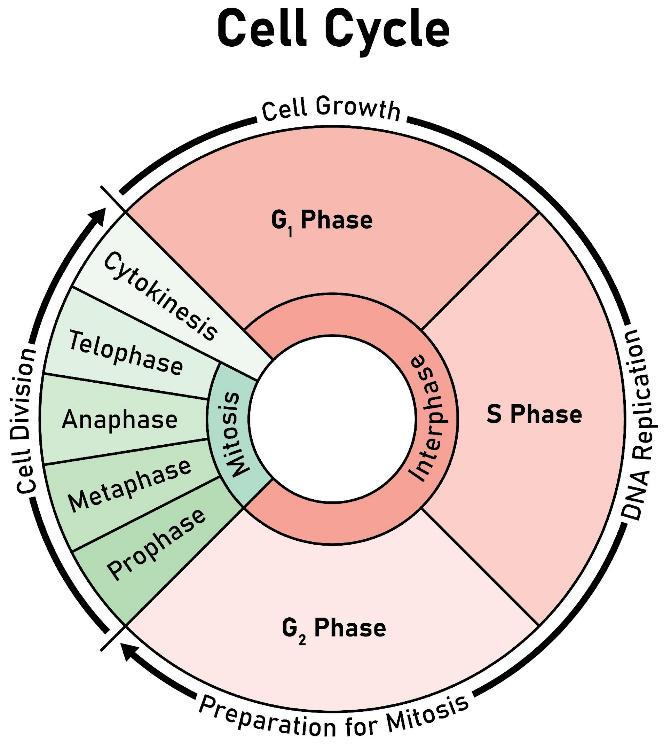 Cell Cycle
Cell Growth
G₁ Phase
Cytokinesis
Telophase
Anaphase
Metaphase
Prophase
Mitosis
Interphase
S Phase
G₂ Phase
Cell Division
DNA Replication
Preparation for Mitosis